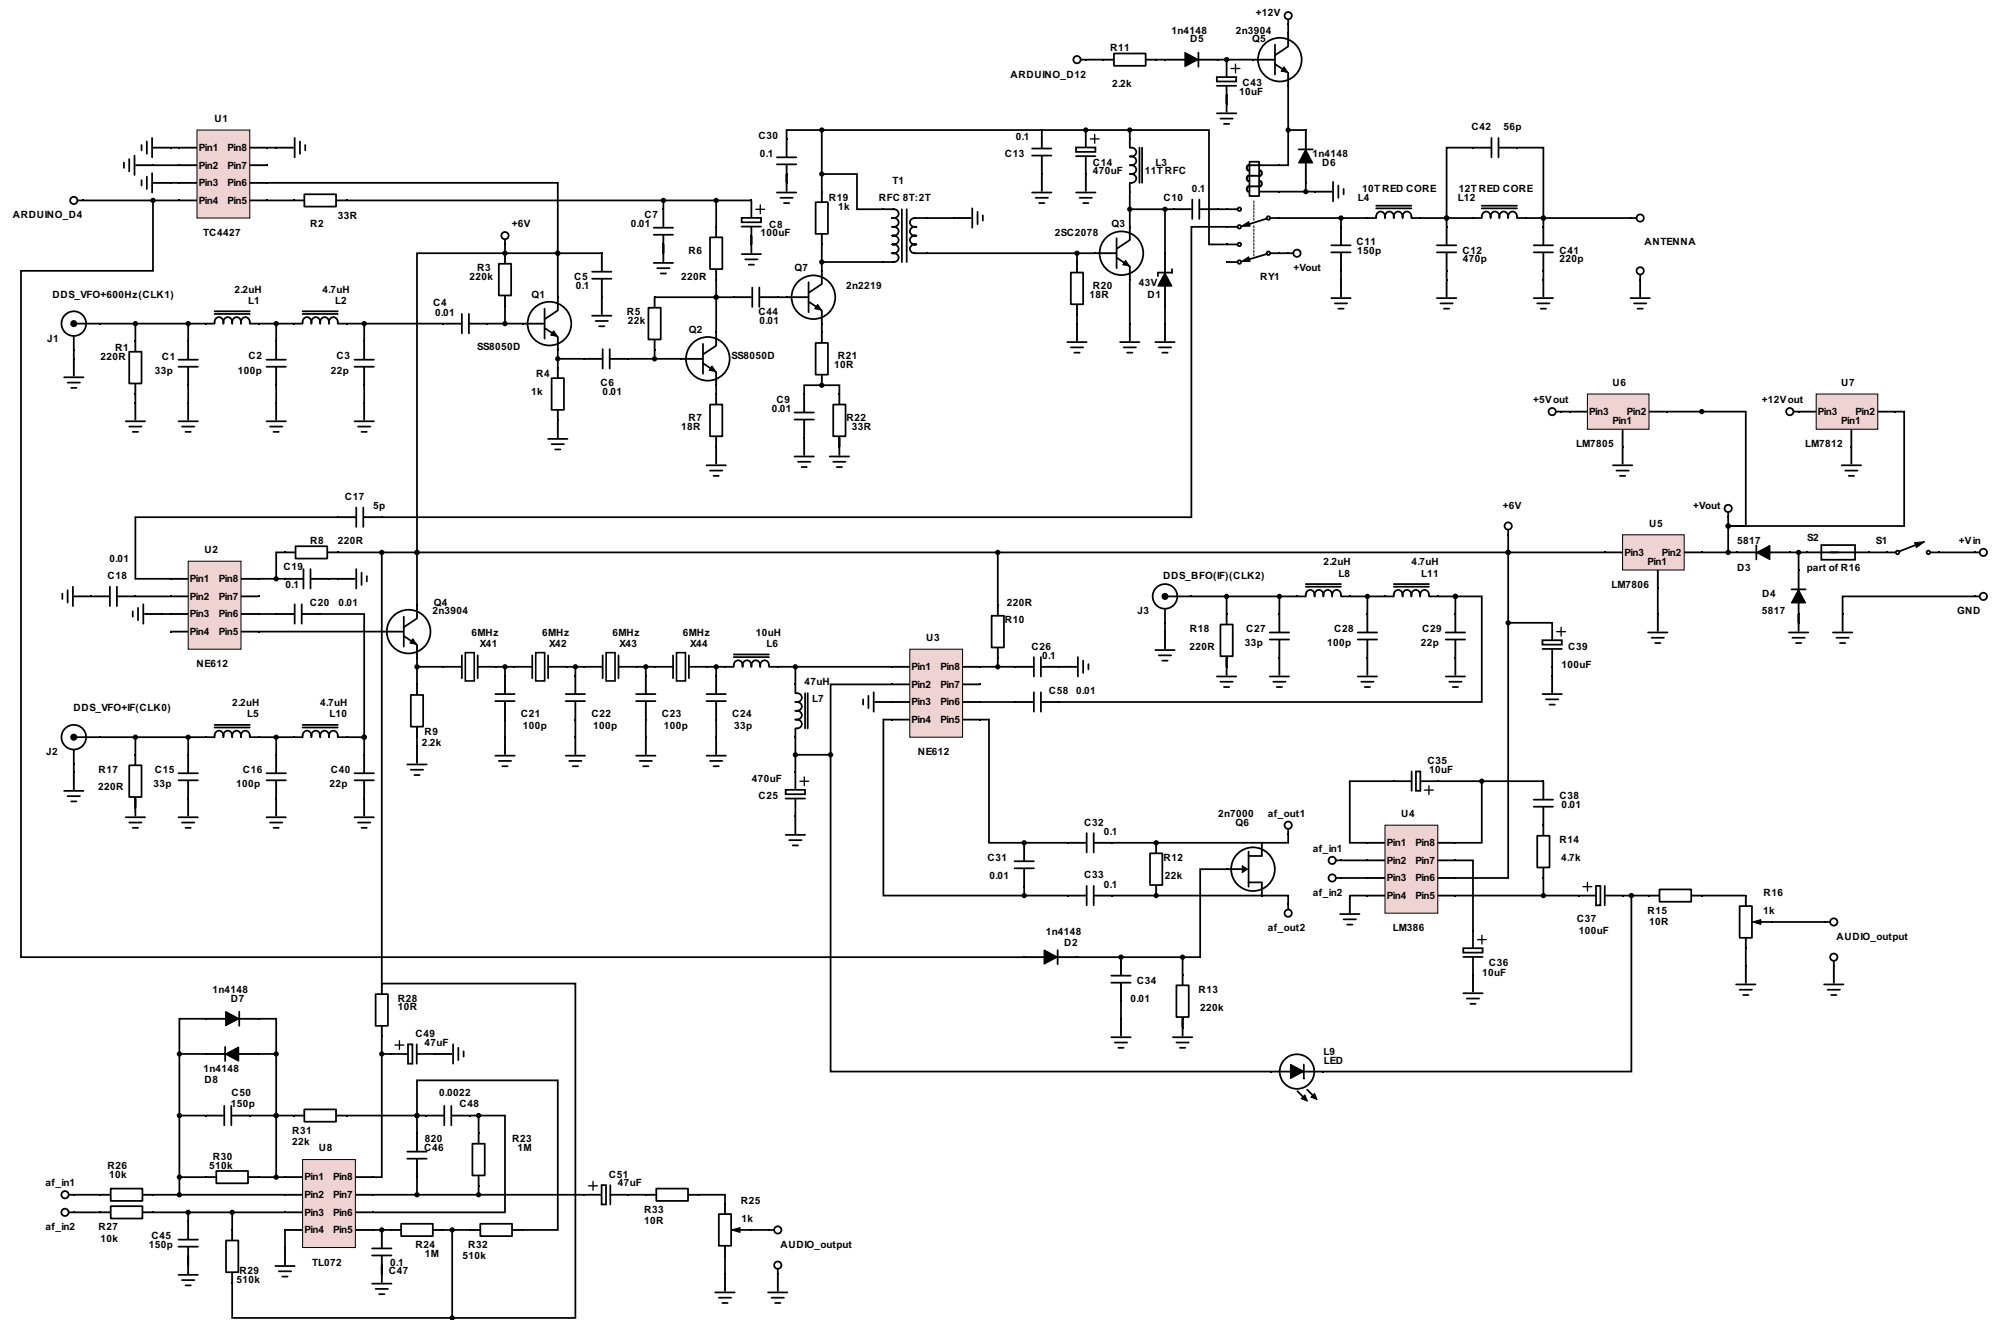 +12V
1n4148
D5
2n3904
Q5
R11
2.2k
ARDUINO_D12
C43
10uF
+
1n4148
D6
U1
Pin1
Pin2
Pin3
Pin4
Pin8
Pin7
Pin6
Pin5
TC4427
ARDUINO_D4
R2
33R
C30
0.1
C7
0.01
C8
100uF
+
R6
220R
R19
1k
T1
RFC 8T:2T
0.1
C13
C14
470uF
+
L3
11T RFC
C10
0.1
2SC2078
Q3
R20
18R
43V
D1
RY1
+Vout
C42
56p
10T RED CORE
L4
12T RED CORE
L12
C11
150p
C12
470p
C41
220p
ANTENNA
DDS_VFO+600Hz(CLK1)
J1
R1
220R
C1
33p
2.2uH
L1
C2
100p
4.7uH
L2
C3
22p
C4
0.01
+6V
R3
220k
Q1
SS8050D
C5
0.1
R4
1k
C6
0.01
R5
22k
Q2
SS8050D
R7
18R
C44
0.01
Q7
2n2219
R21
10R
C9
0.01
R22
33R
U6
+5Vout
Pin3
Pin2
Pin1
LM7805
U7
+12Vout
Pin3
Pin2
Pin1
LM7812
C17
5p
R8
220R
U2
0.01
C18
Pin1
Pin2
Pin3
Pin4
Pin8
Pin7
Pin6
Pin5
NE612
C19
0.1
C20
0.01
Q4
2n3904
R9
2.2k
6MHz
X41
6MHz
X42
6MHz
X43
6MHz
X44
10uH
L6
C21
100p
C22
100p
C23
100p
C24
33p
47uH
L7
470uF
C25
+
U3
Pin1
Pin2
Pin3
Pin4
Pin8
Pin7
Pin6
Pin5
NE612
220R
R10
C26
0.1
C58
0.01
DDS_BFO(IF)(CLK2)
J3
R18
220R
C27
33p
2.2uH
L8
C28
100p
4.7uH
L11
C29
22p
+6V
U5
Pin3
Pin2
Pin1
LM7806
+Vout
5817
D3
D4
5817
S2
part of R16
S1
+Vin
GND
C39
100uF
+
DDS_VFO+IF(CLK0)
J2
R17
220R
C15
33p
2.2uH
L5
C16
100p
4.7uH
L10
C40
22p
C31
0.01
C32
0.1
C33
0.1
R12
22k
2n7000
Q6
af_out1
af_out2
1n4148
D2
C34
0.01
R13
220k
C35
10uF
+
U4
af_in1
af_in2
Pin1
Pin2
Pin3
Pin4
Pin8
Pin7
Pin6
Pin5
LM386
C36
10uF
+
C38
0.01
R14
4.7k
C37
100uF
+
R15
10R
R16
1k
AUDIO_output
L9
LED
1n4148
D7
1n4148
D8
C50
150p
R28
10R
C49
47uF
+
R31
22k
0.0022
C48
820
C46
R23
1M
R30
510k
U8
Pin1
Pin2
Pin3
Pin4
Pin8
Pin7
Pin6
Pin5
TL072
af_in1
R26
10k
af_in2
R27
10k
C45
150p
R29
510k
0.1
C47
R24
1M
R32
510k
C51
47uF
+
R33
10R
R25
1k
AUDIO_output